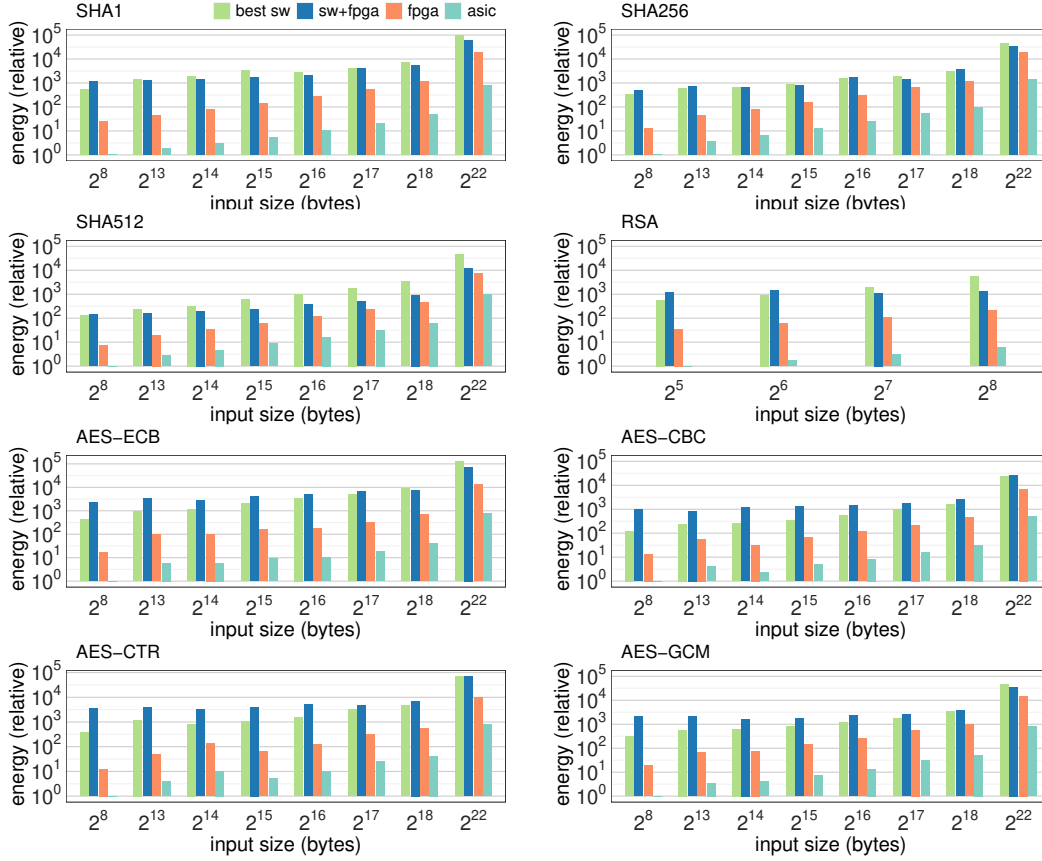 SHA1
best sw sw+fpga fpga asic
energy (relative)
10^5
10^4
10^3
10^2
10^1
10^0
2^8 2^13 2^14 2^15 2^16 2^17 2^18 2^22
input size (bytes)
SHA256
energy (relative)
10^5
10^4
10^3
10^2
10^1
10^0
2^8 2^13 2^14 2^15 2^16 2^17 2^18 2^22
input size (bytes)
SHA512
energy (relative)
10^5
10^4
10^3
10^2
10^1
10^0
2^8 2^13 2^14 2^15 2^16 2^17 2^18 2^22
input size (bytes)
RSA
energy (relative)
10^5
10^4
10^3
10^2
10^1
10^0
2^5 2^6 2^7 2^8
input size (bytes)
AES−ECB
energy (relative)
10^5
10^4
10^3
10^2
10^1
10^0
2^8 2^13 2^14 2^15 2^16 2^17 2^18 2^22
input size (bytes)
AES−CBC
energy (relative)
10^5
10^4
10^3
10^2
10^1
10^0
2^8 2^13 2^14 2^15 2^16 2^17 2^18 2^22
input size (bytes)
AES−CTR
energy (relative)
10^5
10^4
10^3
10^2
10^1
10^0
2^8 2^13 2^14 2^15 2^16 2^17 2^18 2^22
input size (bytes)
AES−GCM
energy (relative)
10^5
10^4
10^3
10^2
10^1
10^0
2^8 2^13 2^14 2^15 2^16 2^17 2^18 2^22
input size (bytes)